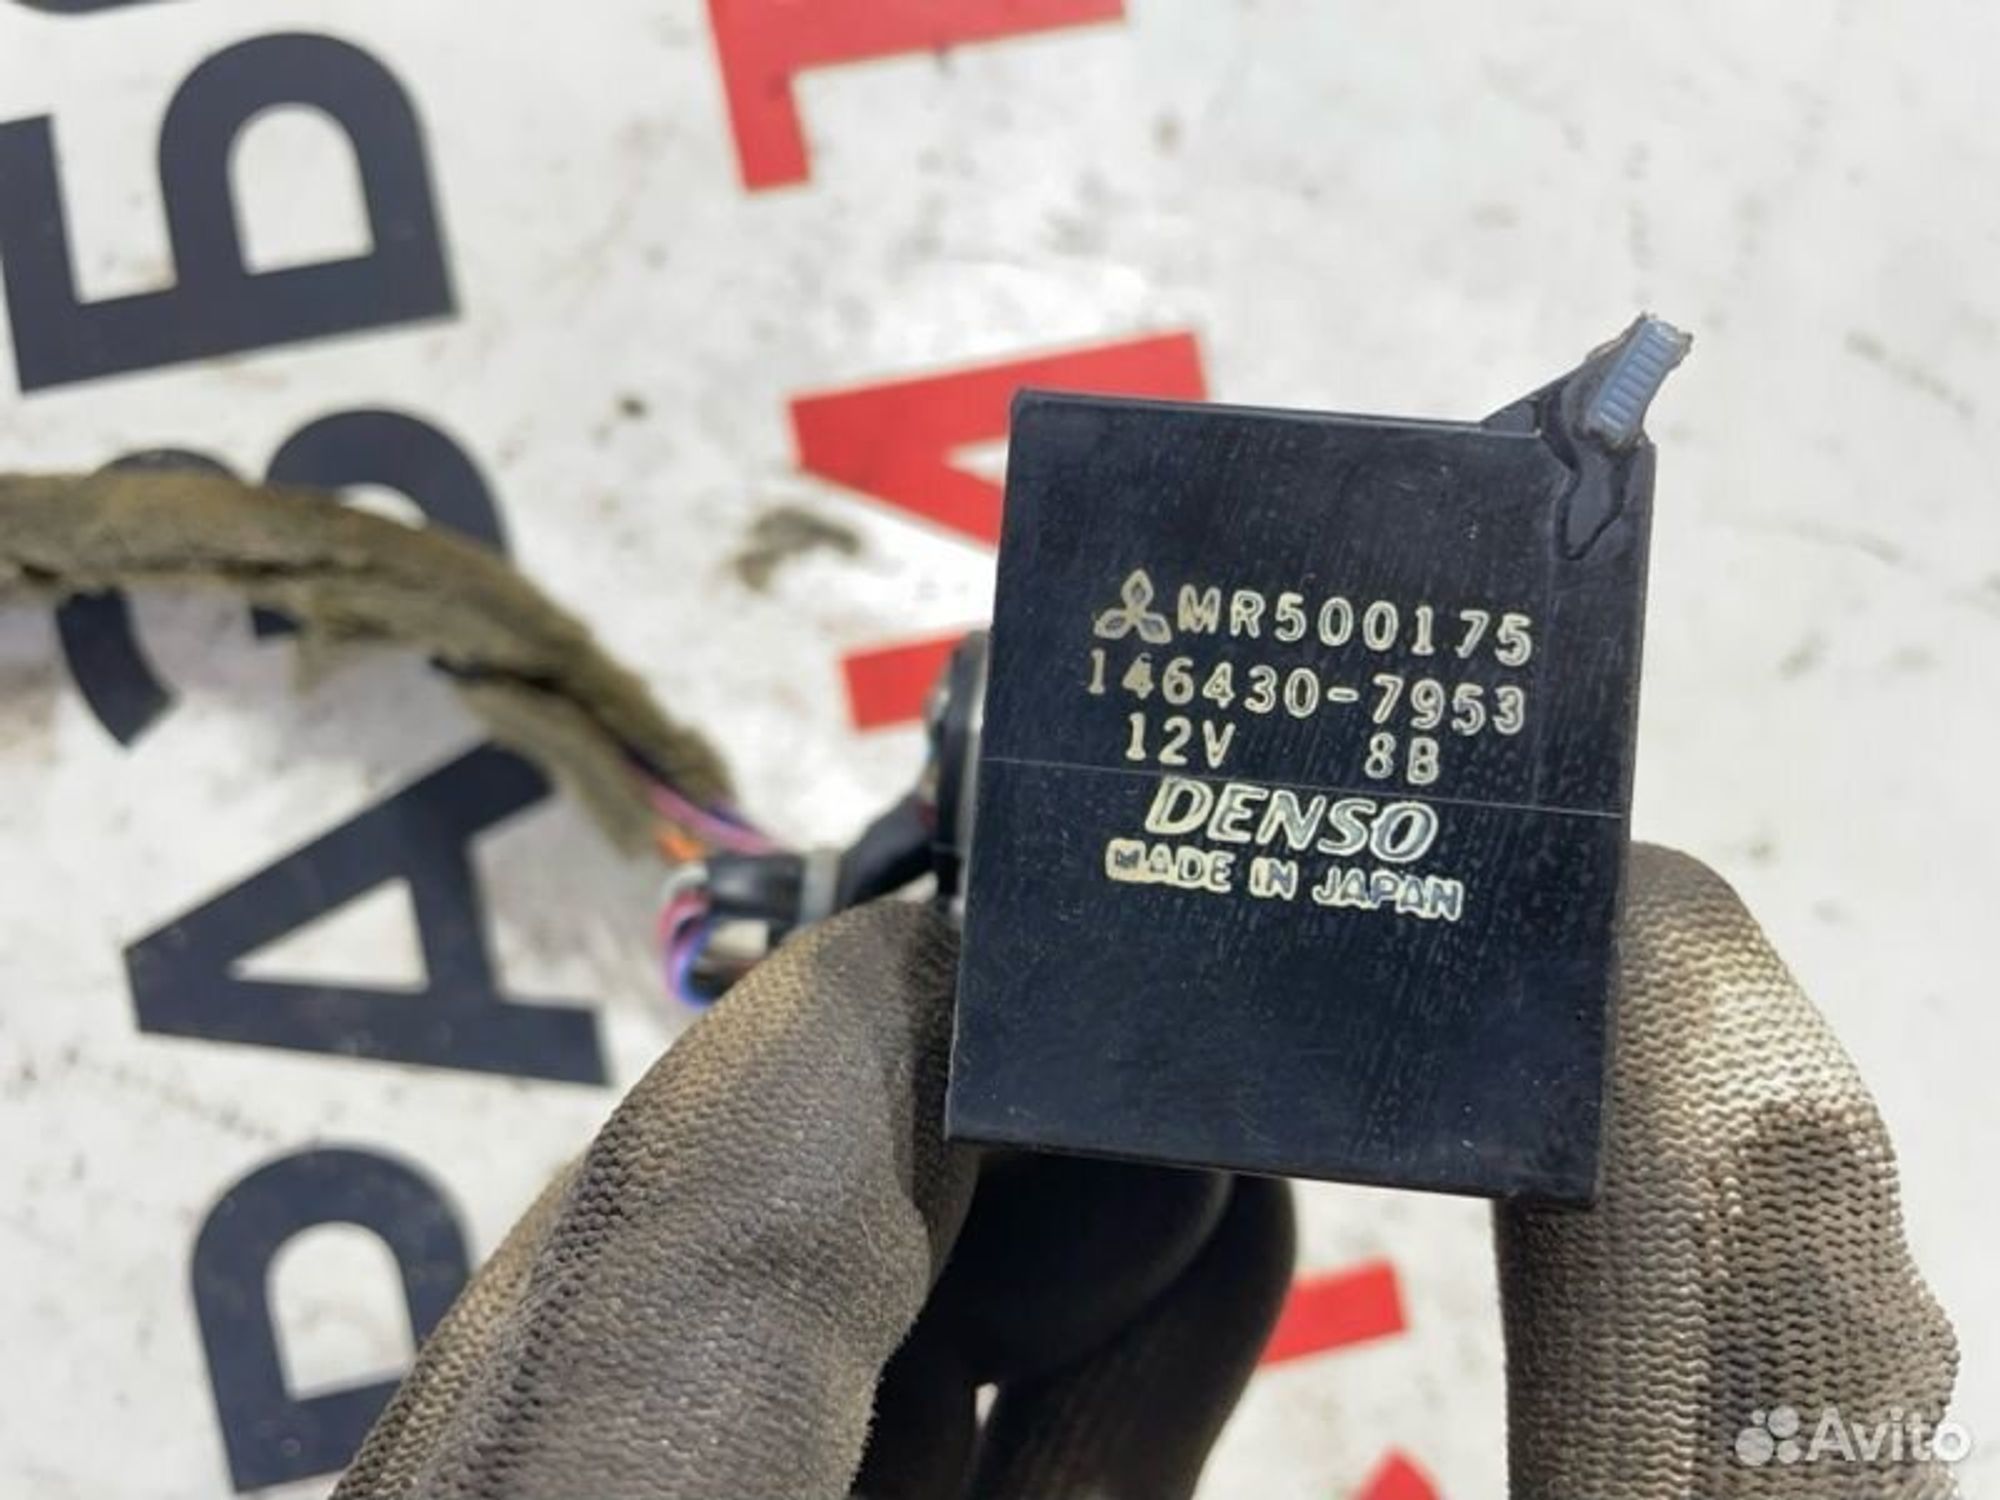 MR500175
146430-7953
12V 8B
DENSO
MADE IN JAPAN
Avito